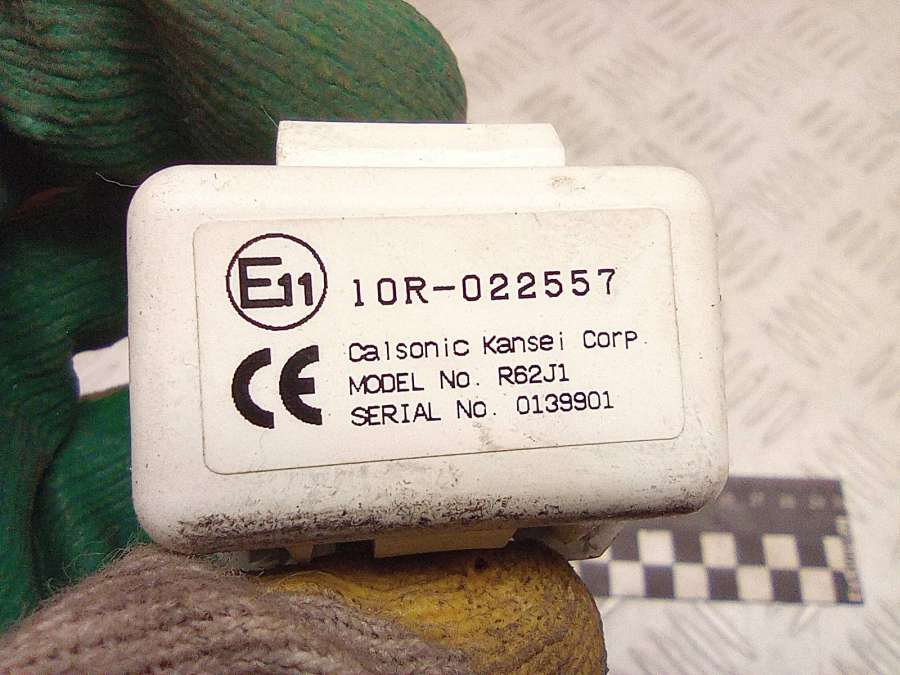 E11
10R-022557
CE
Calsonic Kansei Corp.
MODEL No. R62J1
SERIAL No. 0139901